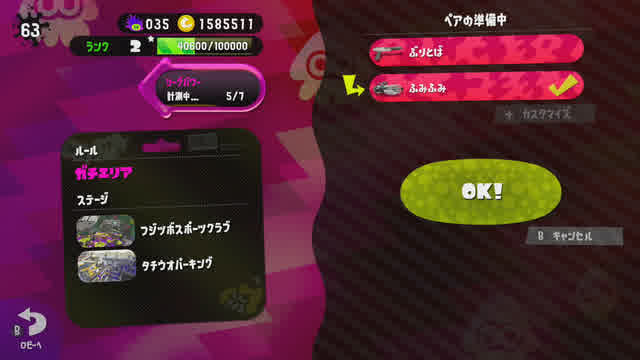 63
035
1585511
ランク 2
40600/100000
リーグパワー
計測中...
5/7
ルール
ガチエリア
ステージ
フジツボスポーツクラブ
タチウオパーキング
B
ロビーへ
ペアの準備中
ぷりとば
ふみふみ
+ カスタマイズ
OK!
B キャンセル